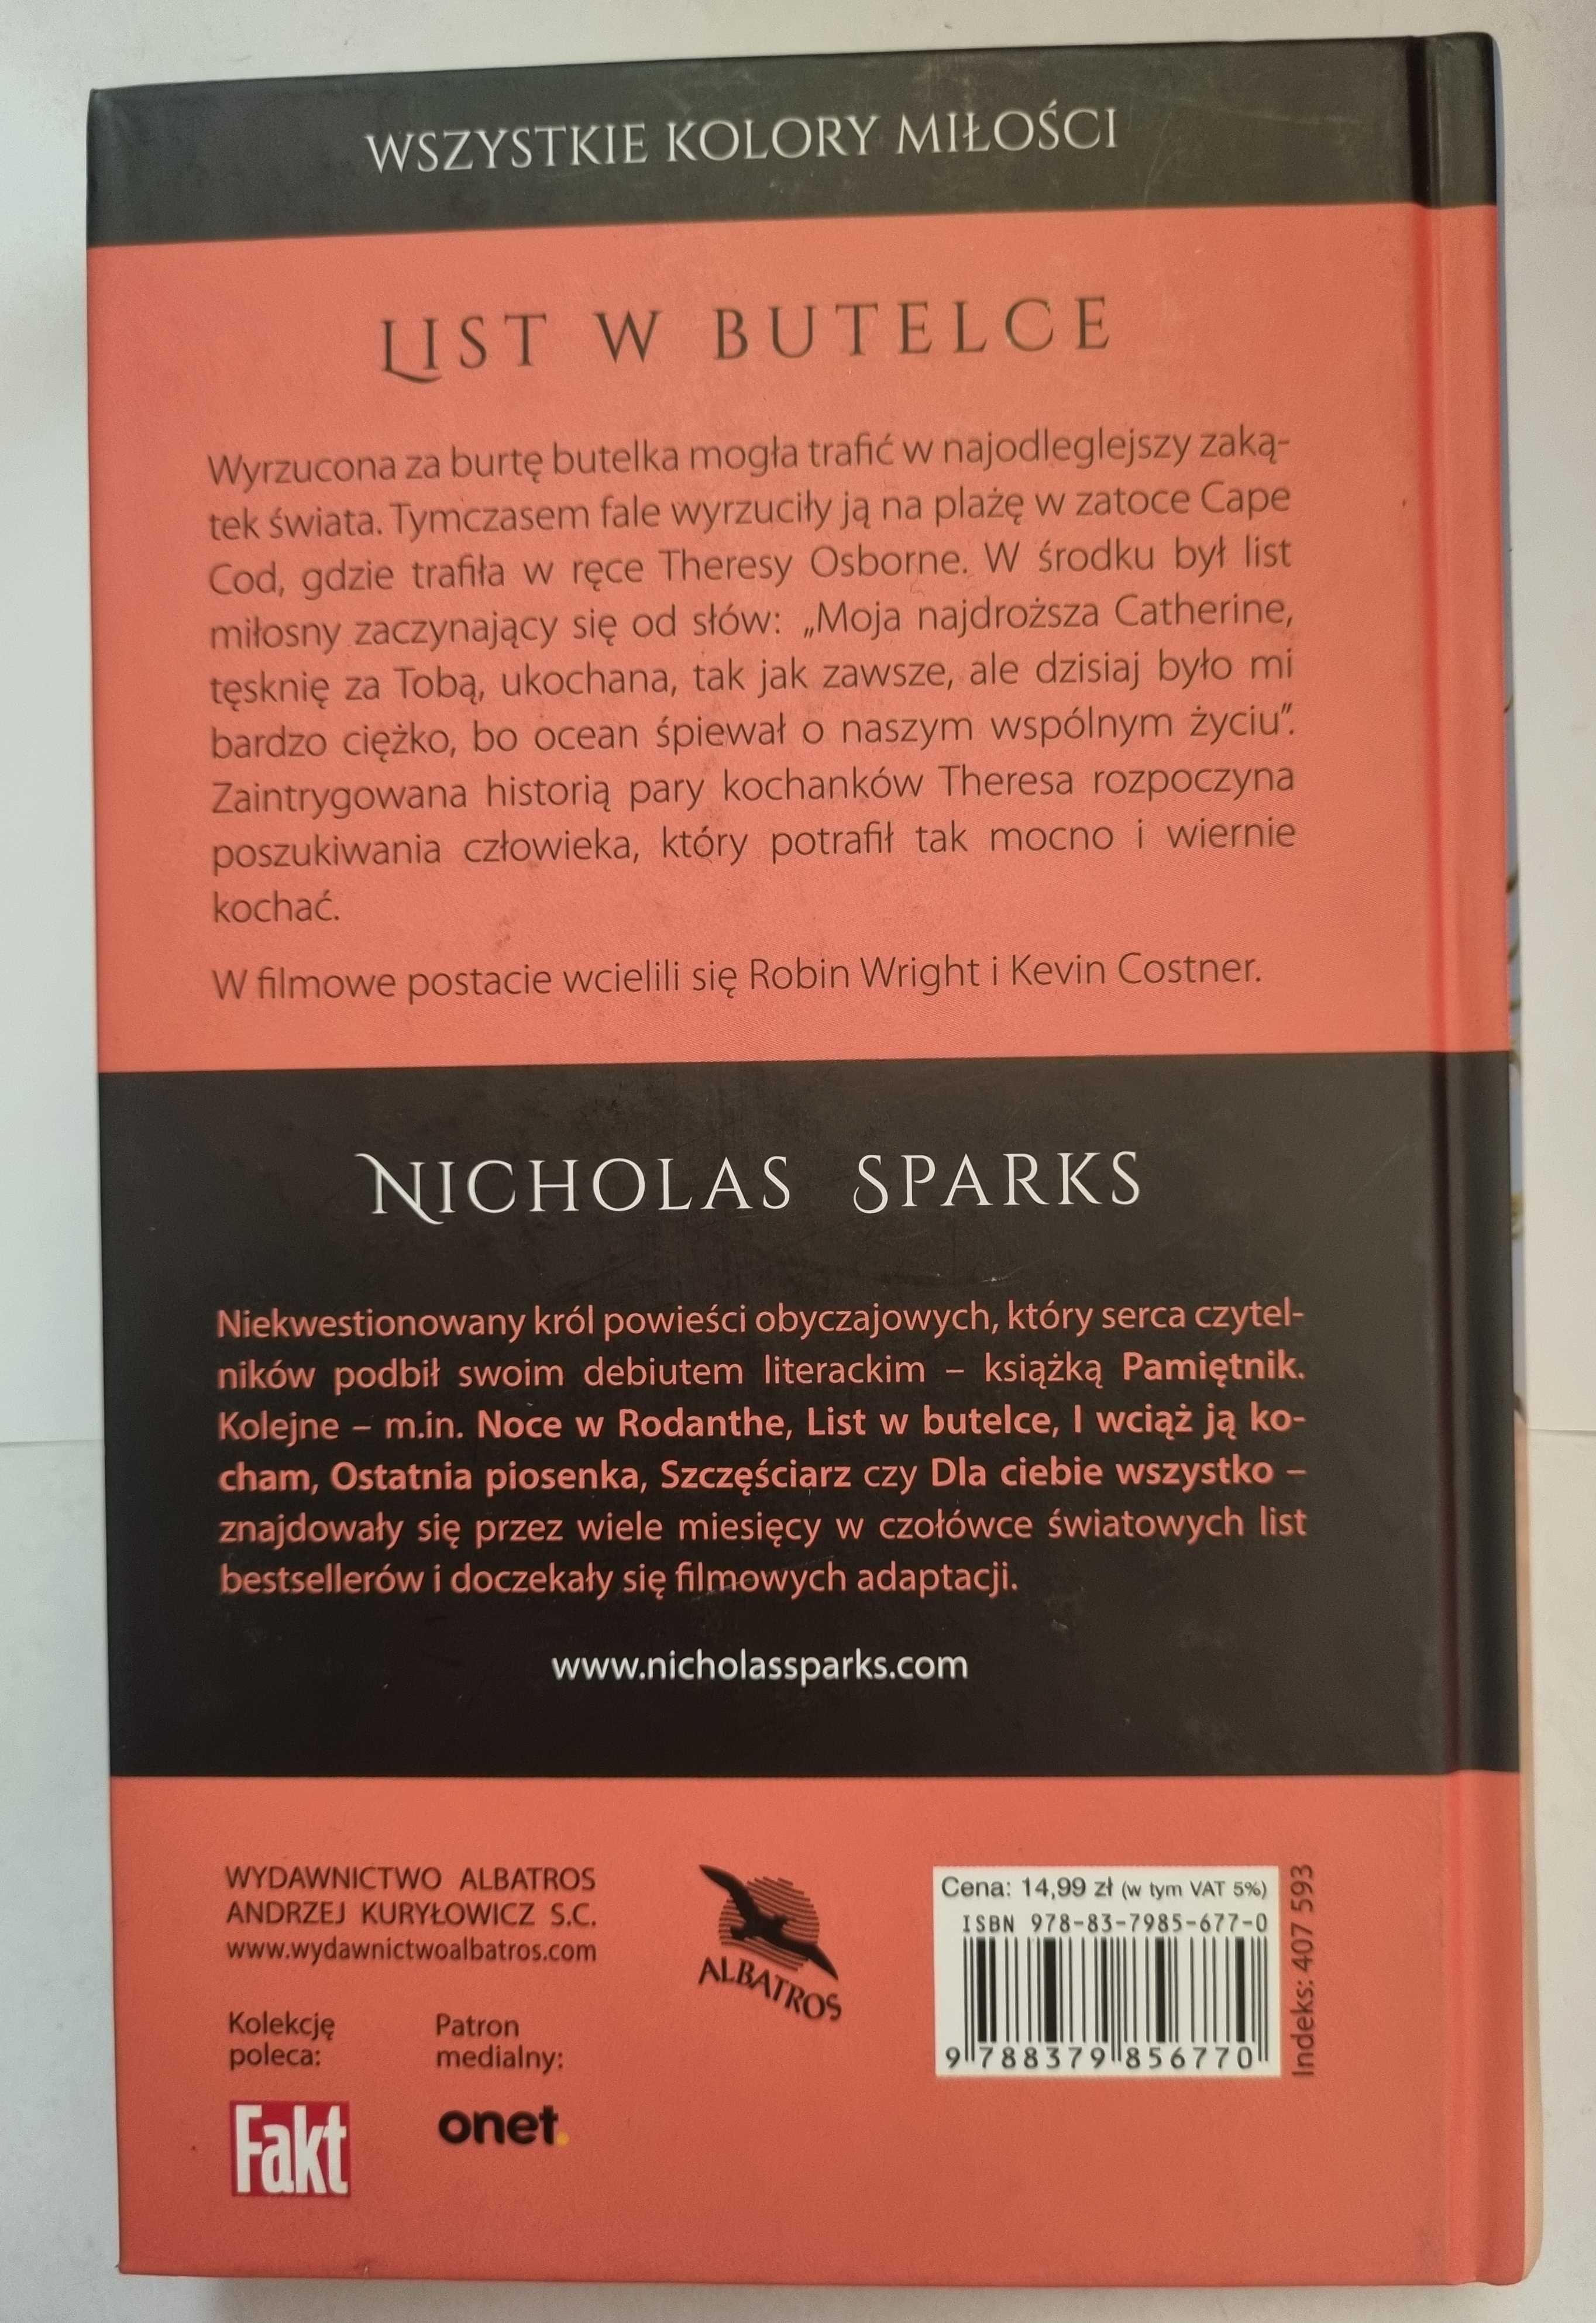 WSZYSTKIE KOLORY MIŁOŚCI
LIST W BUTELCE
Wyrzucona za burtę butelka mogła trafić w najodleglejszy zaką-
tek świata. Tymczasem fale wyrzuciły ją na plażę w zatoce Cape
Cod, gdzie trafiła w ręce Theresy Osborne. W środku był list
miłosny zaczynający się od słów: „Moja najdroższa Catherine,
tęsknię za Tobą, ukochana, tak jak zawsze, ale dzisiaj było mi
bardzo ciężko, bo ocean śpiewał o naszym wspólnym życiu”.
Zaintrygowana historią pary kochanków Theresa rozpoczyna
poszukiwania człowieka, który potrafił tak mocno i wiernie
kochać.
W filmowe postacie wcielili się Robin Wright i Kevin Costner.
NICHOLAS SPARKS
Niekwestionowany król powieści obyczajowych, który serca czytel-
ników podbił swoim debiutem literackim – książką Pamiętnik.
Kolejne – m.in. Noce w Rodanthe, List w butelce, I wciąż ją ko-
cham, Ostatnia piosenka, Szczęściarz czy Dla ciebie wszystko –
znajdowały się przez wiele miesięcy w czołówce światowych list
bestsellerów i doczekały się filmowych adaptacji.
www.nicholassparks.com
WYDAWNICTWO ALBATROS
ANDRZEJ KURYŁOWICZ S.C.
www.wydawnictwoalbatros.com
Kolekcję
poleca:
Fakt
Patron
medialny:
onet.
ALBATROS
Cena: 14,99 zł (w tym VAT 5%)
ISBN 978-83-7985-677-0
9 788379 856770
Indeks: 407 593